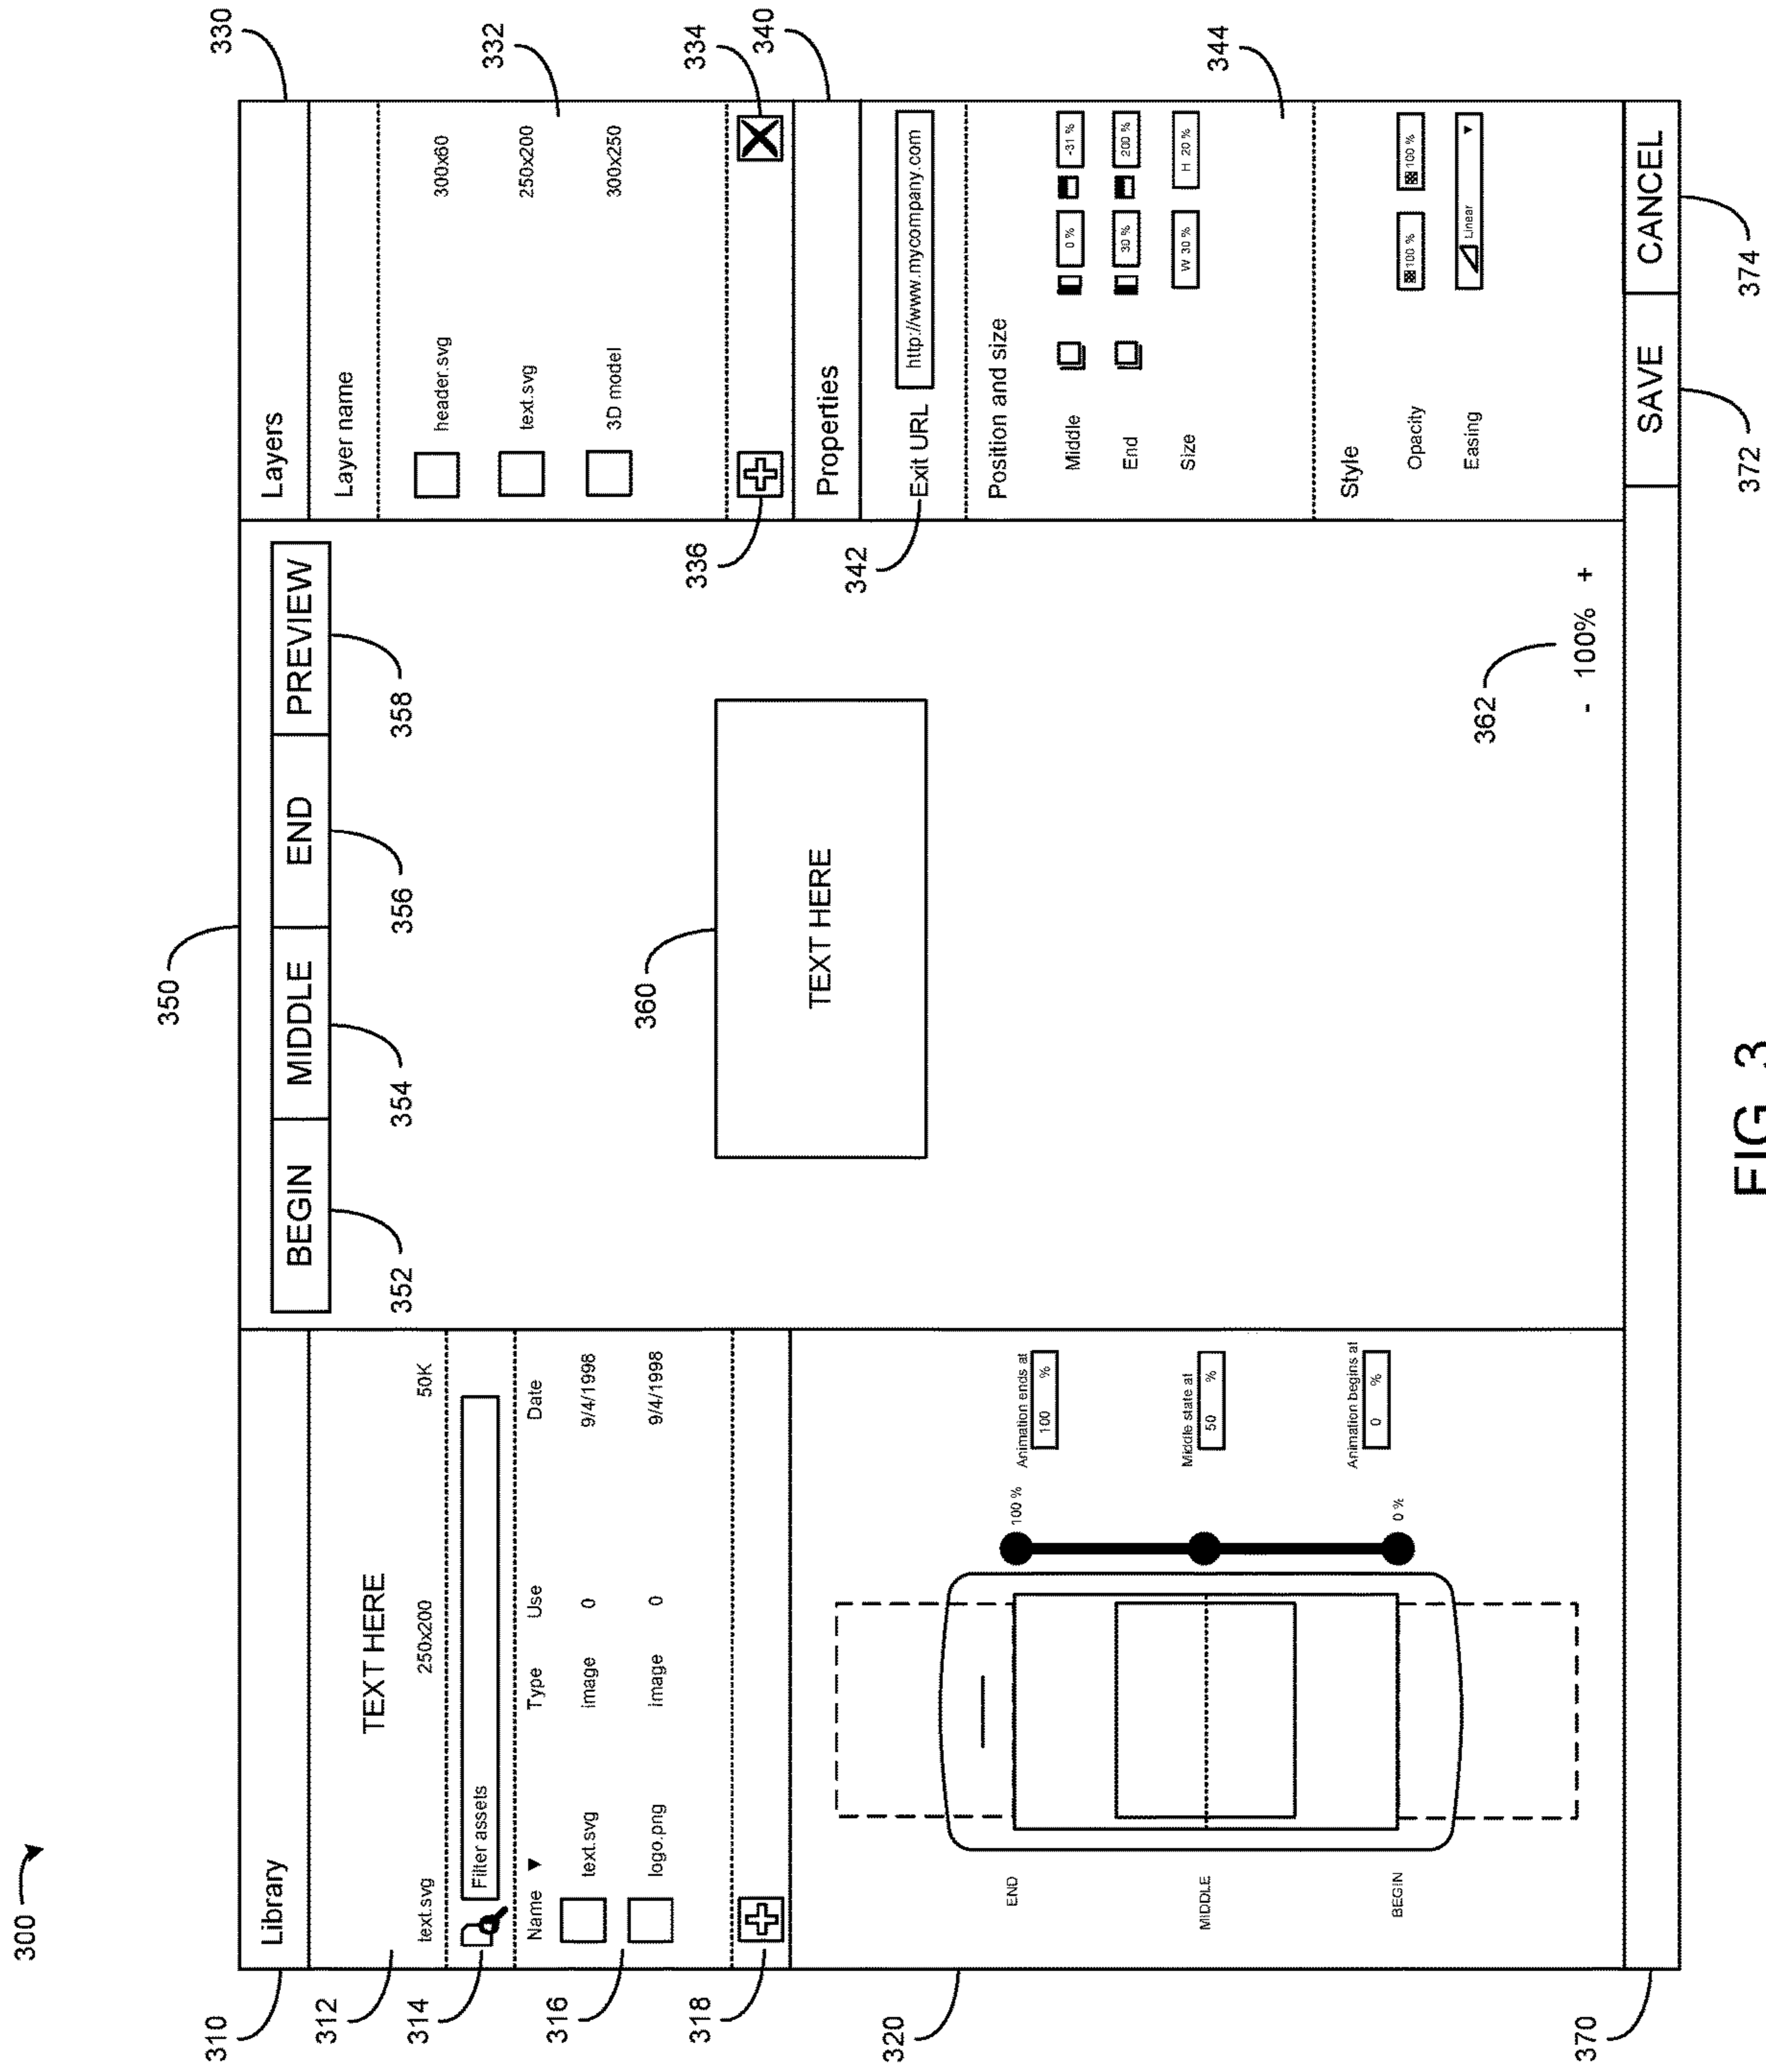 300
350
310
Library
312
TEXT HERE
text.svg 250x200 50K
314
Filter assets
Name ▼ Type Use Date
316
text.svg image 0 9/4/1998
logo.png image 0 9/4/1998
318
320
END
MIDDLE
BEGIN
100 %
0 %
Animation ends at
100 %
Middle state at
50 %
Animation begins at
0 %
BEGIN MIDDLE END PREVIEW
352 354 356 358
360
TEXT HERE
362
- 100% +
330
Layers
Layer name
332
header.svg 300x60
text.svg 250x200
3D model 300x250
336
334
340
Properties
342
Exit URL http://www.mycompany.com
Position and size
Middle 0 % -31 %
End 30 % 200 %
Size W 30 % H 20 %
344
Style
Opacity 100 % 100 %
Easing Linear ▼
370
SAVE CANCEL
372 374
FIG. 3